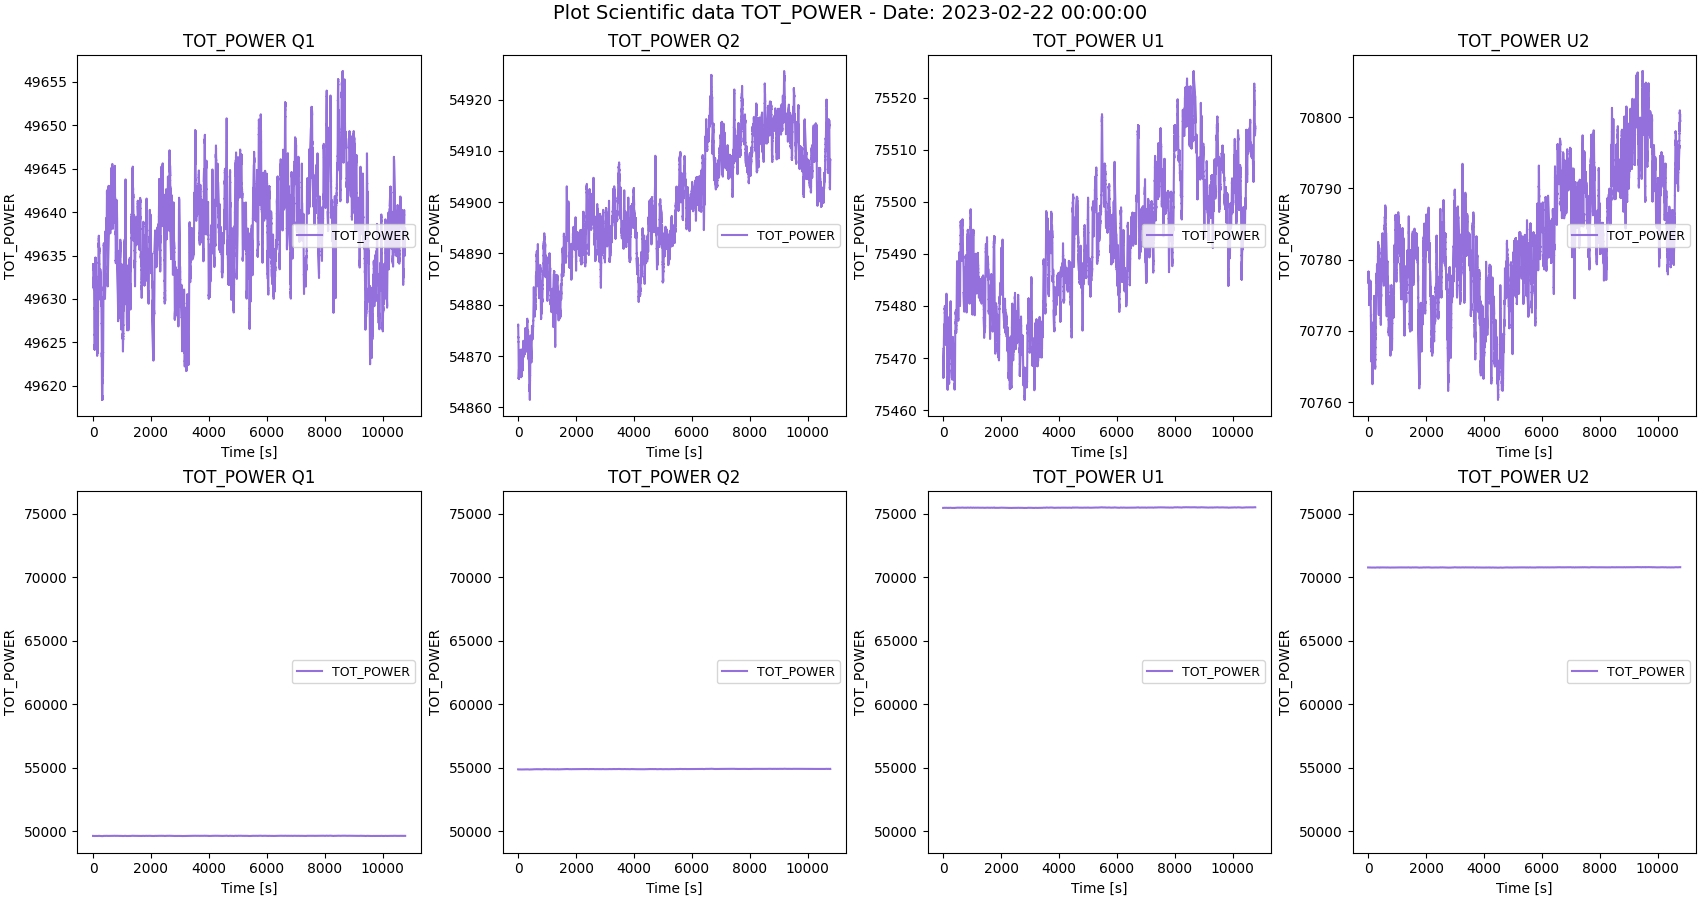 Plot Scientific data TOT_POWER - Date: 2023-02-22 00:00:00
TOT_POWER Q1
TOT_POWER
49655
49650
49645
49640
49635
49630
49625
49620
TOT_POWER
0 2000 4000 6000 8000 10000
Time [s]
TOT_POWER Q2
TOT_POWER
54920
54910
54900
54890
54880
54870
54860
TOT_POWER
0 2000 4000 6000 8000 10000
Time [s]
TOT_POWER U1
TOT_POWER
75520
75510
75500
75490
75480
75470
75460
TOT_POWER
0 2000 4000 6000 8000 10000
Time [s]
TOT_POWER U2
TOT_POWER
70800
70790
70780
70770
70760
TOT_POWER
0 2000 4000 6000 8000 10000
Time [s]
TOT_POWER Q1
TOT_POWER
75000
70000
65000
60000
55000
50000
TOT_POWER
0 2000 4000 6000 8000 10000
Time [s]
TOT_POWER Q2
TOT_POWER
75000
70000
65000
60000
55000
50000
TOT_POWER
0 2000 4000 6000 8000 10000
Time [s]
TOT_POWER U1
TOT_POWER
75000
70000
65000
60000
55000
50000
TOT_POWER
0 2000 4000 6000 8000 10000
Time [s]
TOT_POWER U2
TOT_POWER
75000
70000
65000
60000
55000
50000
TOT_POWER
0 2000 4000 6000 8000 10000
Time [s]